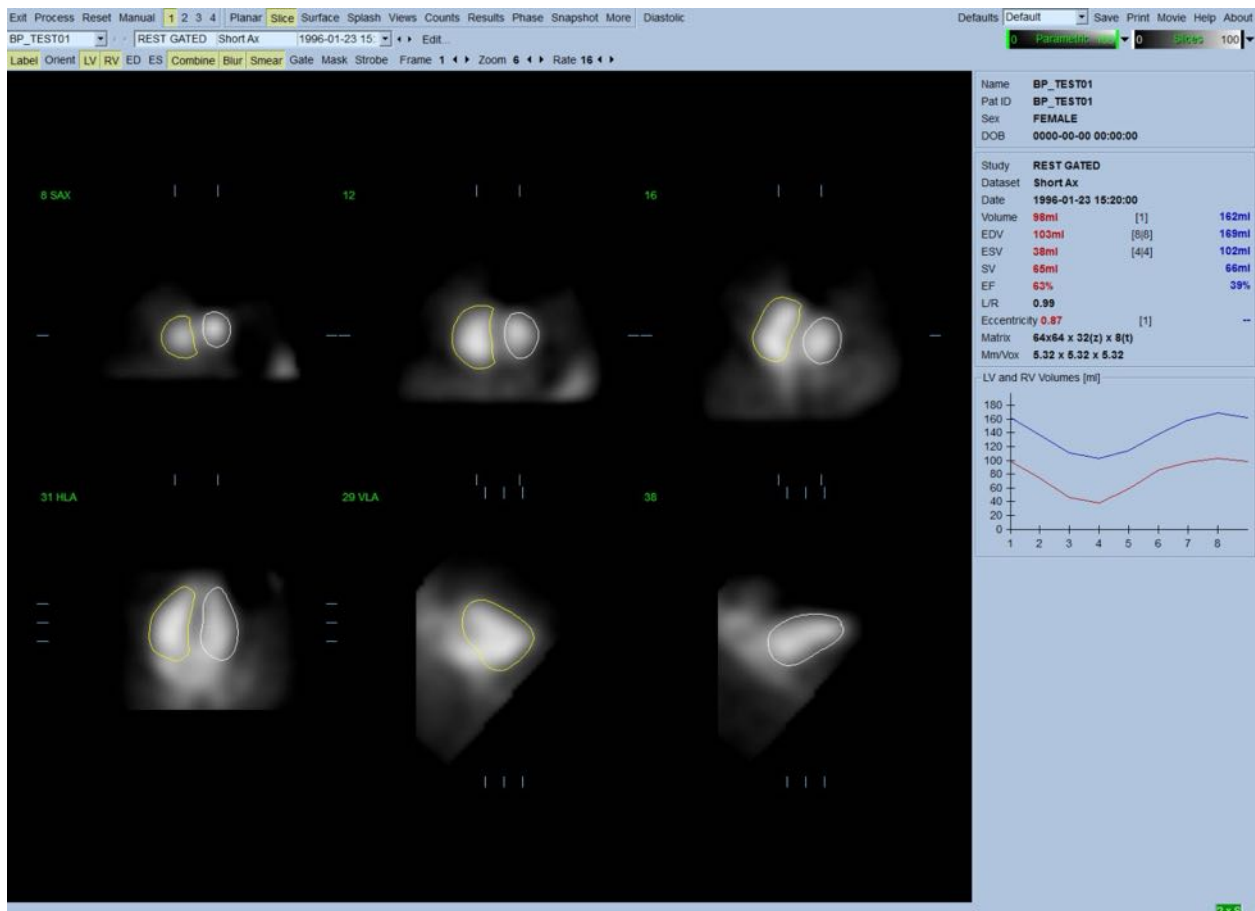 Exit Process Reset Manual 1 2 3 4 Planar Slice Surface Splash Views Counts Results Phase Snapshot More Diastolic Defaults Default Save Print Movie Help About
BP_TEST01 REST GATED Short Ax 1996-01-23 15: Edit... 0 Parametric 0 Slices 100
Label Orient LV RV ED ES Combine Blur Smear Gate Mask Strobe Frame 1 Zoom 6 Rate 16
Name BP_TEST01
Pat ID BP_TEST01
Sex FEMALE
DOB 0000-00-00 00:00:00
Study REST GATED
Dataset Short Ax
Date 1996-01-23 15:20:00
Volume 98ml [1] 162ml
EDV 103ml [8|8] 169ml
ESV 38ml [4|4] 102ml
SV 65ml 66ml
EF 63% 39%
L/R 0.99
Eccentricity 0.87 [1] --
Matrix 64x64 x 32(z) x 8(t)
Mm/Vox 5.32 x 5.32 x 5.32
LV and RV Volumes [ml]
180
160
140
120
100
80
60
40
20
0
1 2 3 4 5 6 7 8
8 SAX 12 16
31 HLA 29 VLA 38